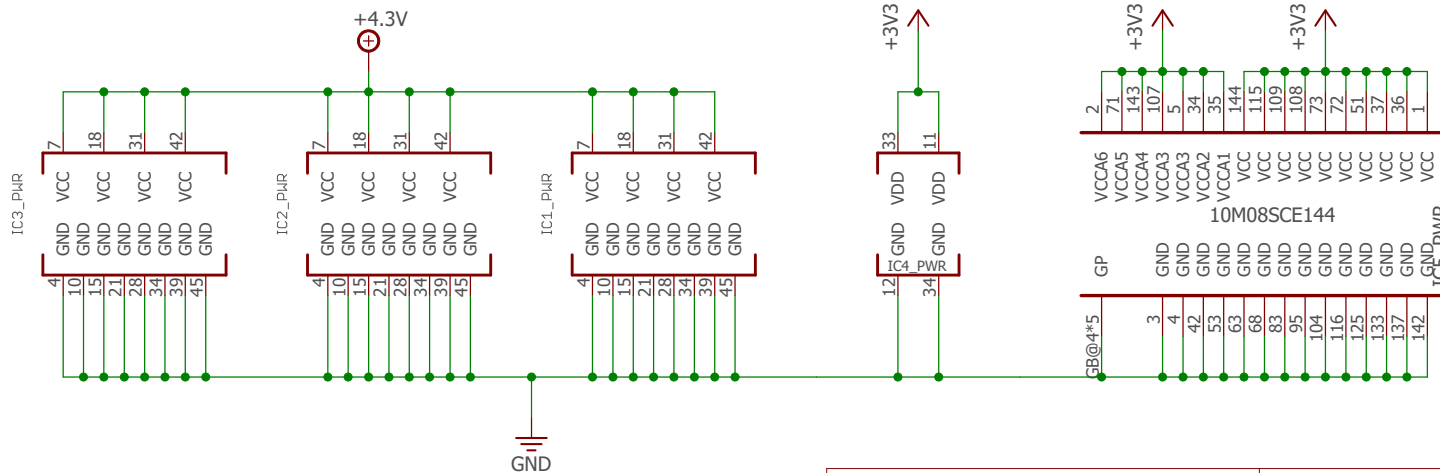 +4.3V
+3V3
+3V3
+3V3
7 18 31 42
7 18 31 42
7 18 31 42
33 11
2 71 143 107 5 34 35 144 115 109 108 73 72 51 37 36 1
IC3_PWR
VCC VCC VCC VCC
GND GND GND GND GND GND GND GND
4 10 15 21 28 34 39 45
IC2_PWR
VCC VCC VCC VCC
GND GND GND GND GND GND GND GND
4 10 15 21 28 34 39 45
IC1_PWR
VCC VCC VCC VCC
GND GND GND GND GND GND GND GND
4 10 15 21 28 34 39 45
VDD VDD
GND GND
IC4_PWR
12 34
VCCA6 VCCA5 VCCA4 VCCA3 VCCA3 VCCA2 VCCA1 VCC VCC VCC VCC VCC VCC VCC VCC VCC VCC
10M08SCE144
IC5_PWR
GP GND GND GND GND GND GND GND GND GND GND GND GND GND GND
GB@4*5 3 4 42 53 63 68 83 95 104 116 125 133 137 142
GND